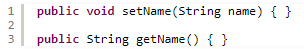 1 public void setName(String name) { }
2
3 public String getName() { }